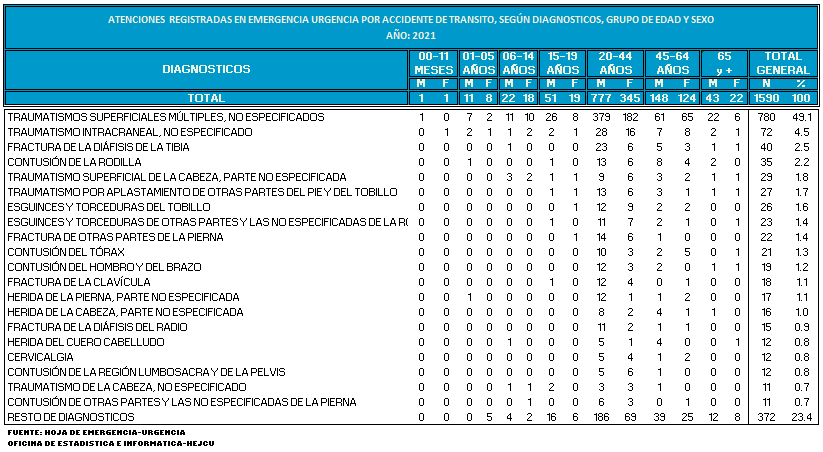 ATENCIONES REGISTRADAS EN EMERGENCIA URGENCIA POR ACCIDENTE DE TRANSITO, SEGÚN DIAGNOSTICOS, GRUPO DE EDAD Y SEXO
AÑO: 2021
DIAGNOSTICOS 00-11 MESES 01-05 AÑOS 06-14 AÑOS 15-19 AÑOS 20-44 AÑOS 45-64 AÑOS 65 y + TOTAL GENERAL
M F M F M F M F M F M F M F N %
TOTAL 1 1 11 8 22 18 51 19 777 345 148 124 43 22 1590 100
TRAUMATISMOS SUPERFICIALES MÚLTIPLES, NO ESPECIFICADOS 1 0 7 2 11 10 26 8 379 182 61 65 22 6 780 49.1
TRAUMATISMO INTRACRANEAL, NO ESPECIFICADO 0 1 2 1 1 2 1 1 28 16 7 8 2 2 72 4.5
FRACTURA DE LA DIÁFISIS DE LA TIBIA 0 0 0 0 1 0 0 0 23 6 5 3 1 1 40 2.5
CONTUSIÓN DE LA RODILLA 0 0 1 0 0 0 1 0 13 6 8 4 2 0 35 2.2
TRAUMATISMO SUPERFICIAL DE LA CABEZA, PARTE NO ESPECIFICADA 0 0 0 0 3 2 1 1 9 6 3 2 1 1 29 1.8
TRAUMATISMO POR APLASTAMIENTO DE OTRAS PARTES DEL PIE Y DEL TOBILLO 0 0 0 0 0 0 1 1 13 6 3 1 1 1 27 1.7
ESGUINCES Y TORCEDURAS DEL TOBILLO 0 0 0 0 0 0 0 1 12 9 2 2 0 0 26 1.6
ESGUINCES Y TORCEDURAS DE OTRAS PARTES Y LAS NO ESPECIFICADAS DE LA RO 0 0 0 0 0 0 1 0 11 7 2 1 0 1 23 1.4
FRACTURA DE OTRAS PARTES DE LA PIERNA 0 0 0 0 0 0 0 1 14 6 1 0 0 0 22 1.4
CONTUSIÓN DEL TÓRAX 0 0 0 0 0 0 0 0 10 3 2 5 0 1 21 1.3
CONTUSIÓN DEL HOMBRO Y DEL BRAZO 0 0 0 0 0 0 0 0 12 3 2 0 1 1 19 1.2
FRACTURA DE LA CLAVÍCULA 0 0 0 0 0 0 1 0 12 4 0 1 0 0 18 1.1
HERIDA DE LA PIERNA, PARTE NO ESPECIFICADA 0 0 1 0 0 0 0 0 12 1 1 2 0 0 17 1.1
HERIDA DE LA CABEZA, PARTE NO ESPECIFICADA 0 0 0 0 0 0 0 0 8 2 4 1 1 0 16 1.0
FRACTURA DE LA DIÁFISIS DEL RADIO 0 0 0 0 0 0 0 0 11 2 1 1 0 0 15 0.9
HERIDA DEL CUERO CABELLUDO 0 0 0 0 1 0 0 0 5 1 4 0 0 1 12 0.8
CERVICALGIA 0 0 0 0 0 0 0 0 5 4 1 2 0 0 12 0.8
CONTUSIÓN DE LA REGIÓN LUMBOSACRA Y DE LA PELVIS 0 0 0 0 0 0 0 0 5 6 1 0 0 0 12 0.8
TRAUMATISMO DE LA CABEZA, NO ESPECIFICADO 0 0 0 0 1 1 2 0 3 3 1 0 0 0 11 0.7
CONTUSIÓN DE OTRAS PARTES Y LAS NO ESPECIFICADAS DE LA PIERNA 0 0 0 0 0 1 0 0 6 3 0 1 0 0 11 0.7
RESTO DE DIAGNOSTICOS 0 0 0 5 4 2 16 6 186 69 39 25 12 8 372 23.4
FUENTE: HOJA DE EMERGENCIA-URGENCIA
OFICINA DE ESTADISTICA E INFORMATICA-HEJCU